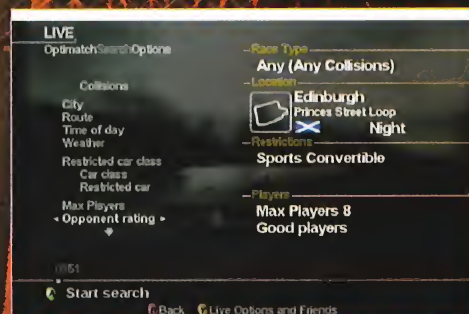 LIVE
Optimatch Search Options
Collisions
City
Route
Time of day
Weather
Restricted car class
Car class
Restricted car
Max Players
Opponent rating
Race Type
Any (Any Collisions)
Location
Edinburgh
Princes Street Loop
Night
Restrictions
Sports Convertible
Players
Max Players 8
Good players
Start search
Back
Live Options and Friends